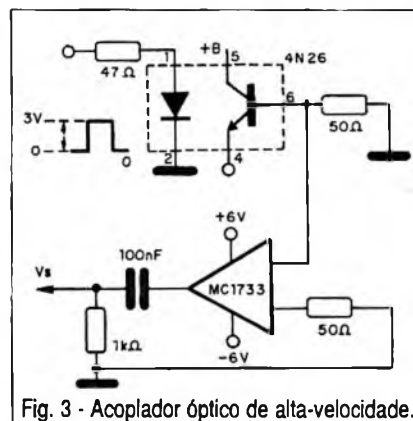 1
+B
5
4N26
47Ω
6
3V
0
0
2
4
50Ω
+6V
100nF
Vs
MC1733
1kΩ
50Ω
-6V
Fig. 3 - Acoplador óptico de alta-velocidade.